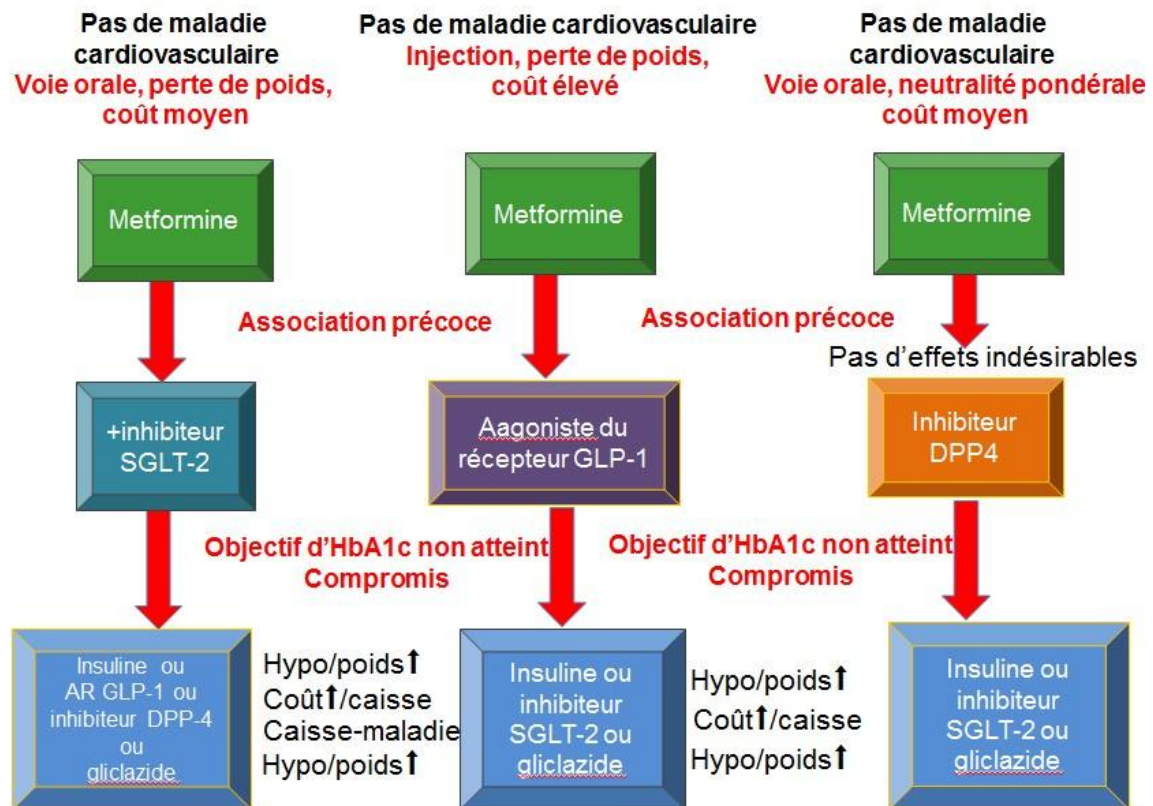 Pas de maladie
cardiovasculaire
Voie orale, perte de poids,
coût moyen
Pas de maladie cardiovasculaire
Injection, perte de poids,
coût élevé
Pas de maladie
cardiovasculaire
Voie orale, neutralité pondérale
coût moyen
Metformine
Metformine
Metformine
Association précoce
Association précoce
Pas d'effets indésirables
+inhibiteur
SGLT-2
Aagoniste du
récepteur GLP-1
Inhibiteur
DPP4
Objectif d'HbA1c non atteint
Compromis
Objectif d'HbA1c non atteint
Compromis
Insuline ou
AR GLP-1 ou
inhibiteur DPP-4
ou
gliclazide
Hypo/poids↑
Coût↑/caisse
Caisse-maladie
Hypo/poids↑
Insuline ou
inhibiteur
SGLT-2 ou
gliclazide
Hypo/poids↑
Coût↑/caisse
Hypo/poids↑
Insuline ou
inhibiteur
SGLT-2 ou
gliclazide